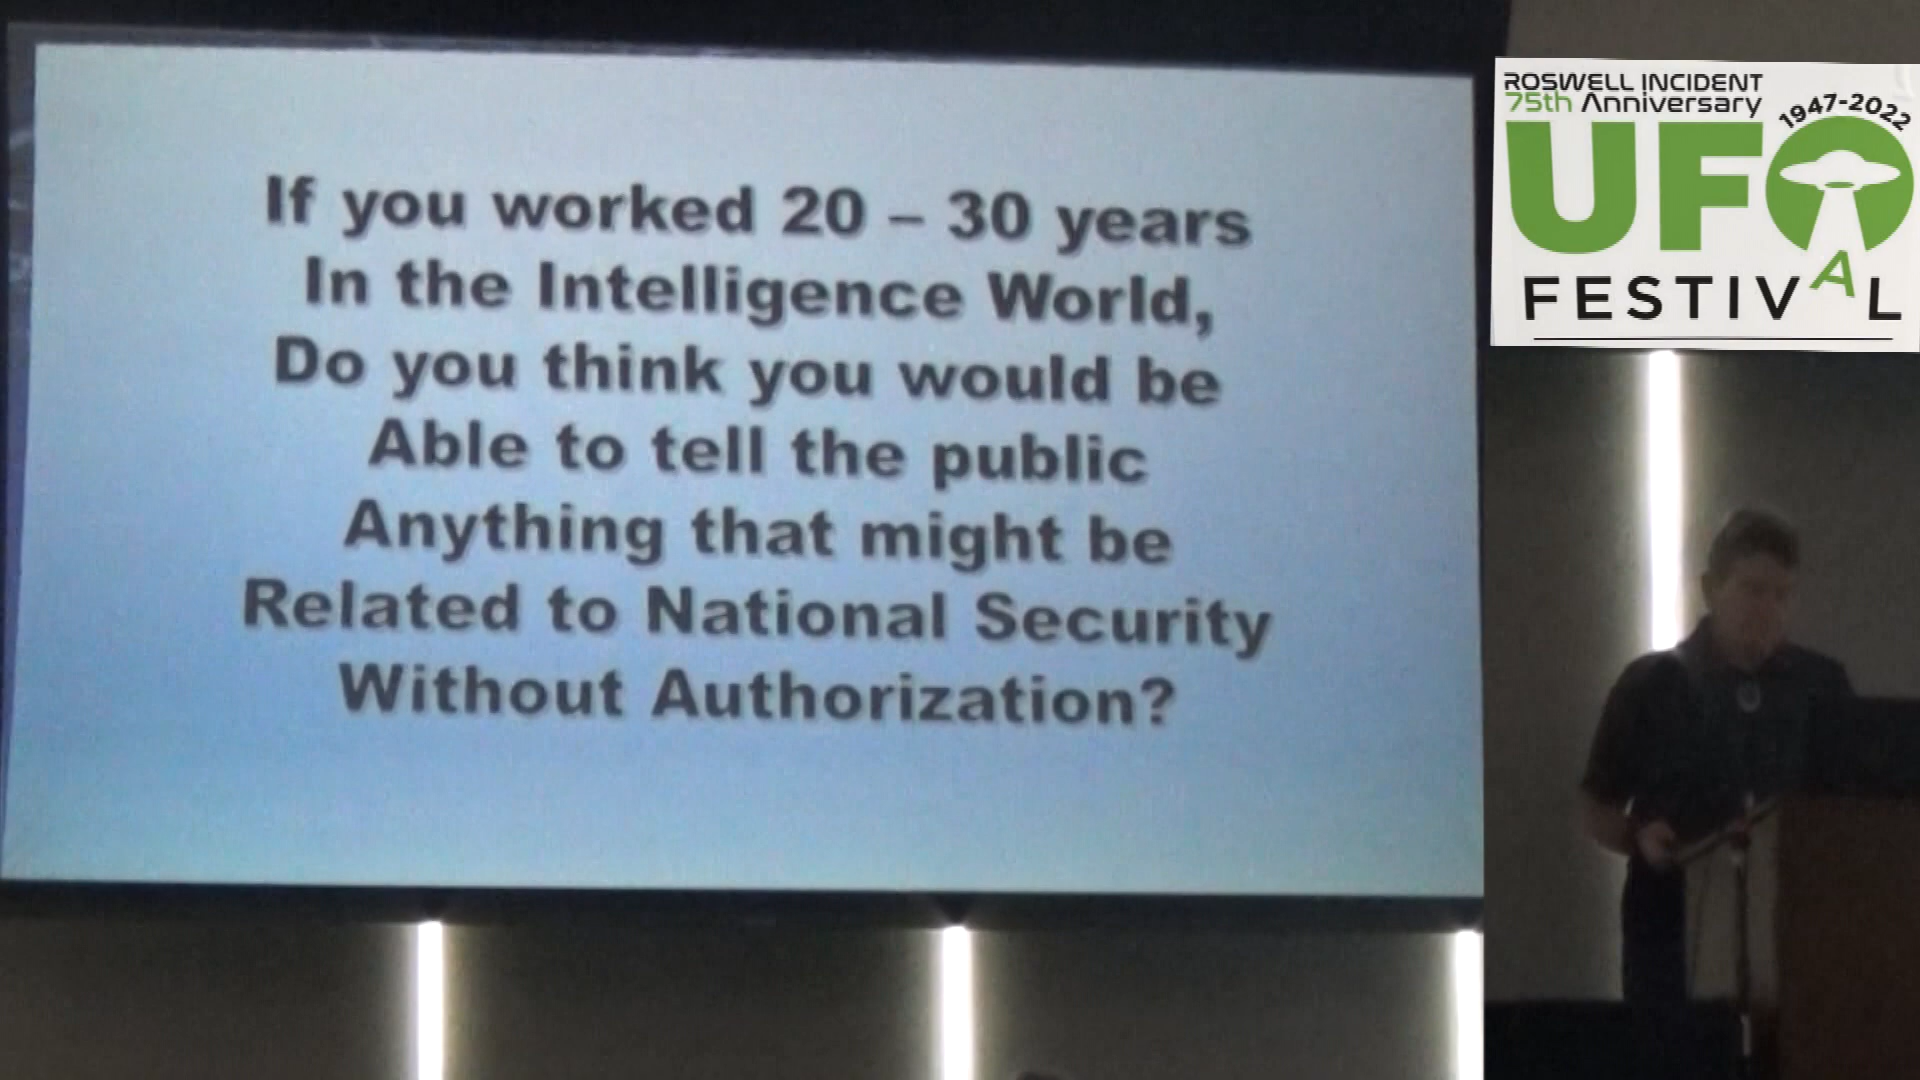 If you worked 20 – 30 years
In the Intelligence World,
Do you think you would be
Able to tell the public
Anything that might be
Related to National Security
Without Authorization?
ROSWELL INCIDENT
75th Anniversary
1947-2022
UFO
FESTIVAL